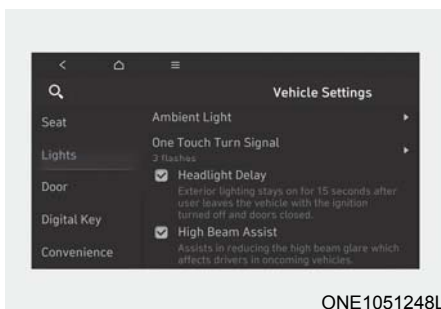 Vehicle Settings
Seat
Lights
Door
Digital Key
Convenience
Ambient Light
One Touch Turn Signal
3 flashes
Headlight Delay
Exterior lighting stays on for 15 seconds after
user leaves the vehicle with the ignition
turned off and doors closed.
High Beam Assist
Assists in reducing the high beam glare which
affects drivers in oncoming vehicles.
ONE1051248L